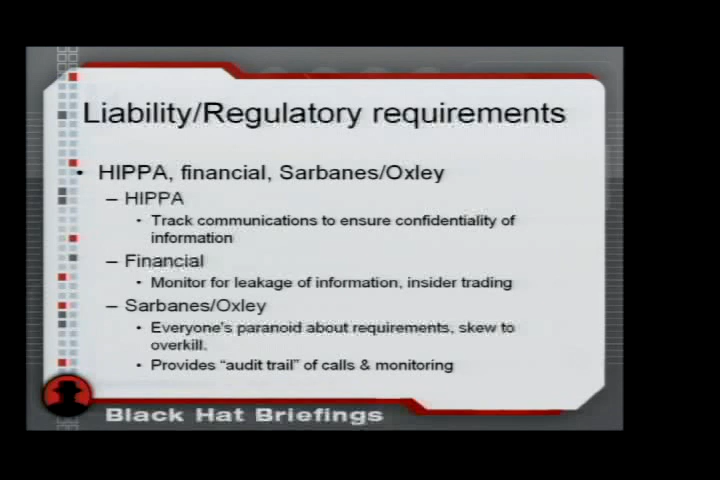 Liability/Regulatory requirements
• HIPPA, financial, Sarbanes/Oxley
– HIPPA
• Track communications to ensure confidentiality of
information
– Financial
• Monitor for leakage of information, insider trading
– Sarbanes/Oxley
• Everyone's paranoid about requirements, skew to
overkill.
• Provides "audit trail" of calls & monitoring
Black Hat Briefings